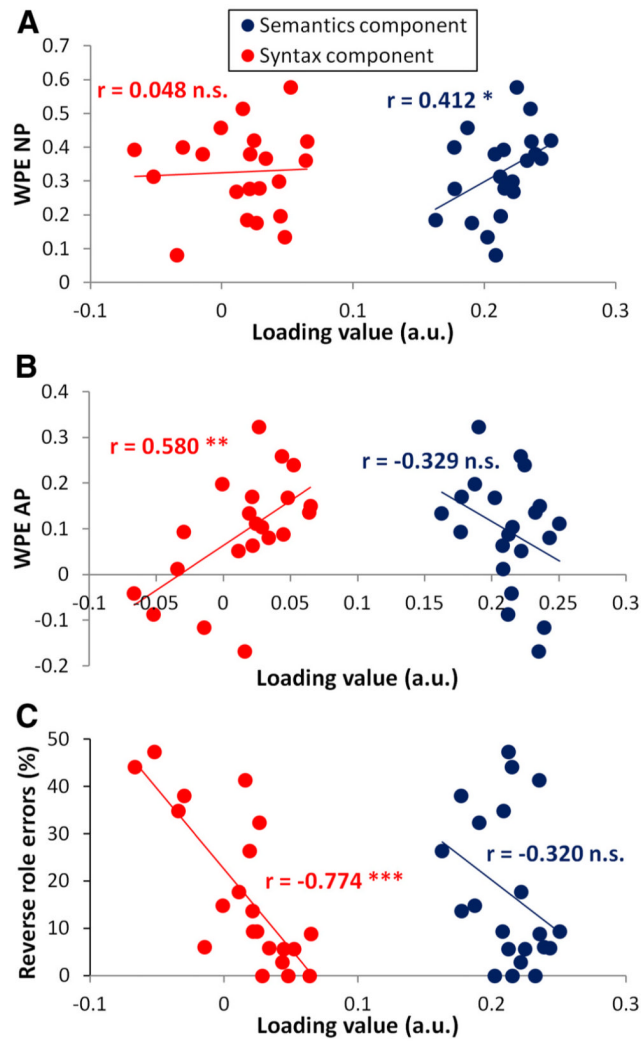 A
Semantics component
Syntax component
WPE NP
0.7
0.6
0.5
0.4
0.3
0.2
0.1
0
r = 0.048 n.s.
r = 0.412 *
-0.1 0 0.1 0.2 0.3
Loading value (a.u.)
B
WPE AP
0.4
0.3
0.2
0.1
0
-0.1
-0.2
r = 0.580 **
r = -0.329 n.s.
-0.1 -0.05 0 0.05 0.1 0.15 0.2 0.25 0.3
Loading value (a.u.)
C
Reverse role errors (%)
50
40
30
20
10
0
r = -0.774 ***
r = -0.320 n.s.
-0.1 0 0.1 0.2 0.3
Loading value (a.u.)